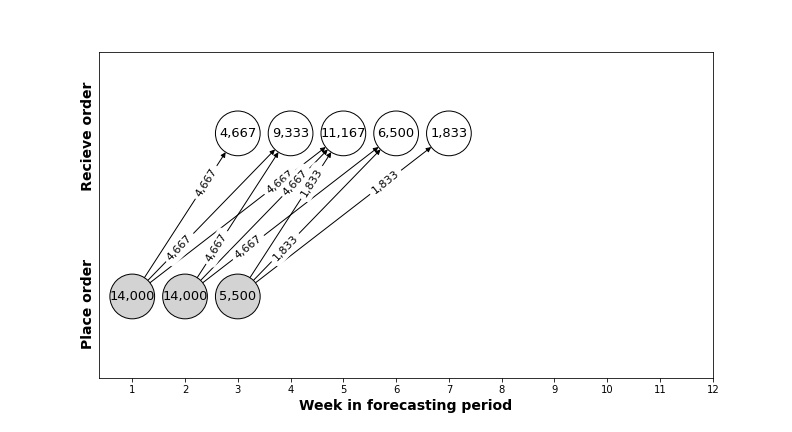 Recieve order
4,667 9,333 11,167 6,500 1,833
4,667
4,667
4,667
1,833
1,833
4,667
4,667
4,667
1,833
Place order
14,000 14,000 5,500
1 2 3 4 5 6 7 8 9 10 11 12
Week in forecasting period